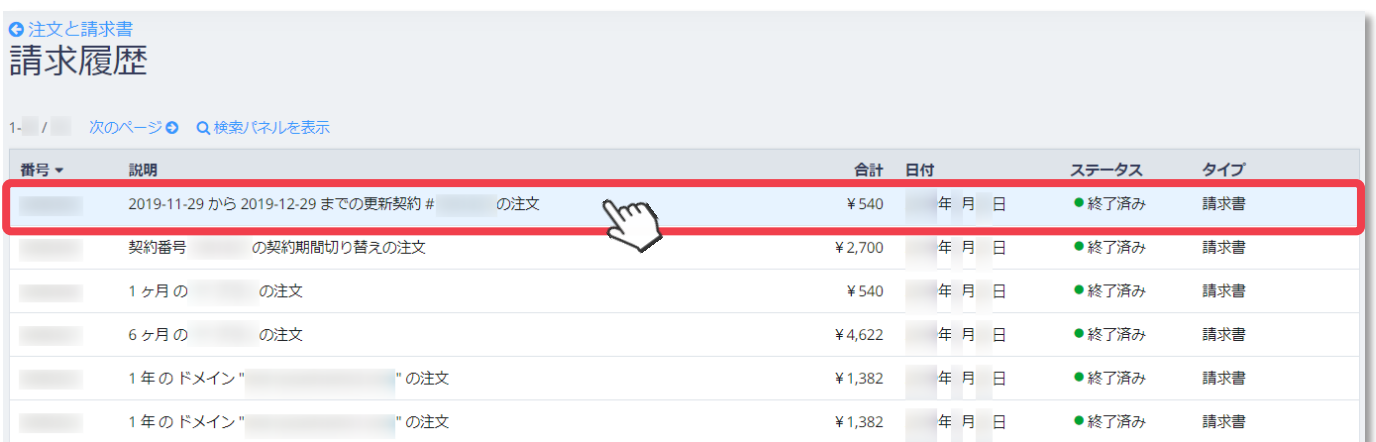 注文と請求書
請求履歴
1- / 次のページ 検索パネルを表示
番号 説明 合計 日付 ステータス タイプ
2019-11-29 から 2019-12-29 までの更新契約 # の注文 ¥ 540 年 月 日 終了済み 請求書
契約番号 の契約期間切り替えの注文 ¥ 2,700 年 月 日 終了済み 請求書
1 ヶ月 の の注文 ¥ 540 年 月 日 終了済み 請求書
6 ヶ月 の の注文 ¥ 4,622 年 月 日 終了済み 請求書
1 年 の ドメイン " " の注文 ¥ 1,382 年 月 日 終了済み 請求書
1 年 の ドメイン " " の注文 ¥ 1,382 年 月 日 終了済み 請求書